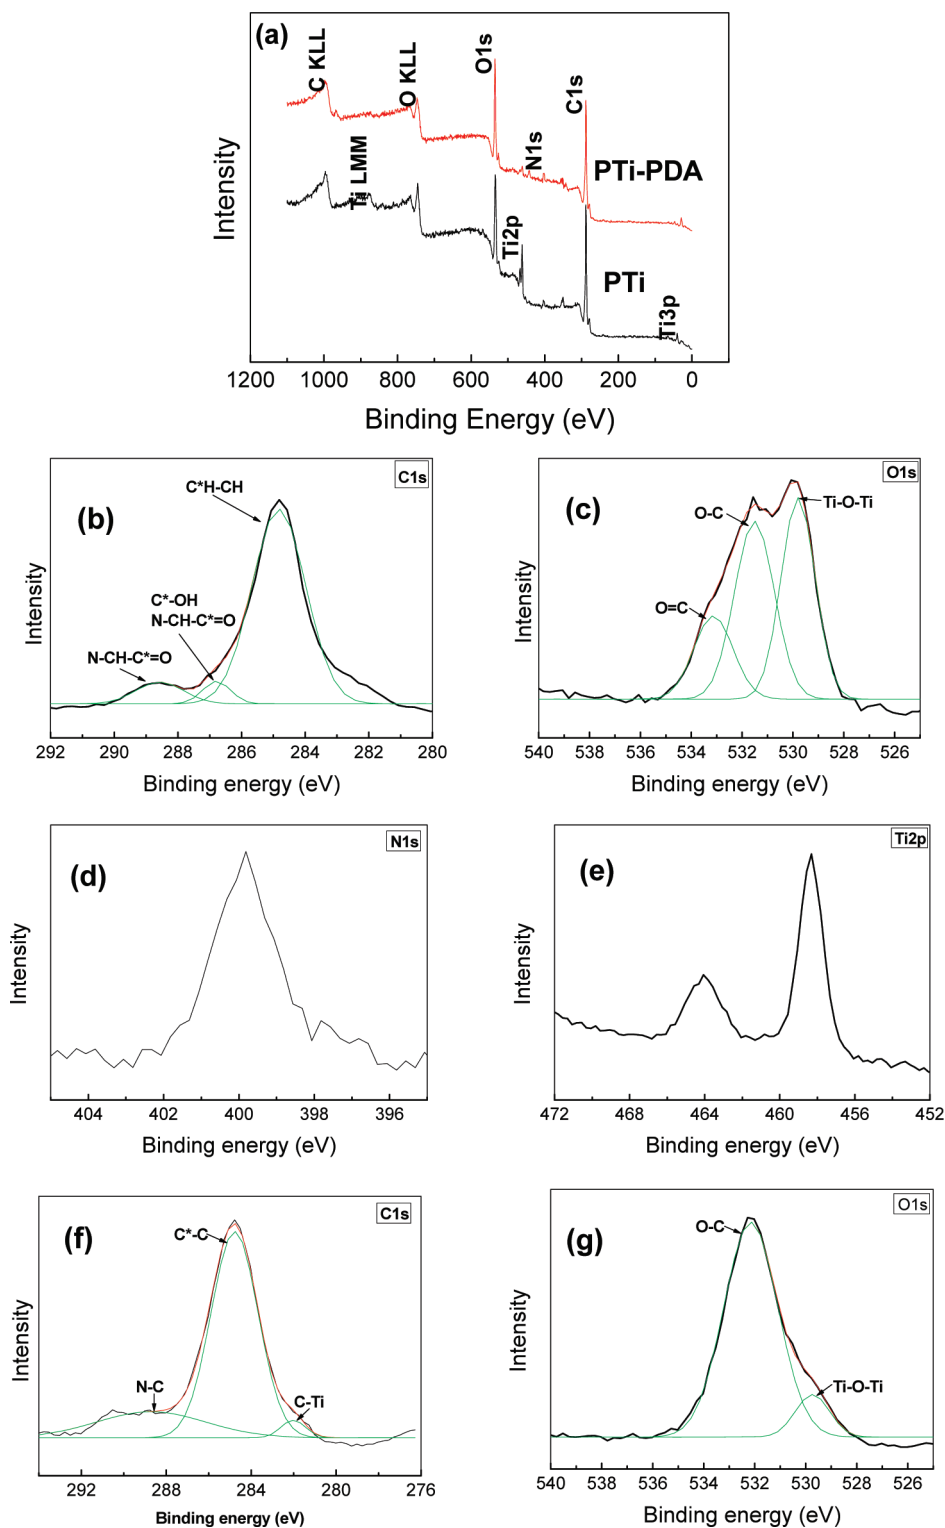 (a)
C KLL
O KLL
O1s
N1s
C1s
PTi-PDA
Ti LMM
Ti2p
PTi
Ti3p
Intensity
1200 1000 800 600 400 200 0
Binding Energy (eV)
(b)
C1s
C*H-CH
C*-OH
N-CH-C*=O
N-CH-C*=O
Intensity
292 290 288 286 284 282 280
Binding energy (eV)
(c)
O1s
Ti-O-Ti
O-C
O=C
Intensity
540 538 536 534 532 530 528 526
Binding energy (eV)
(d)
N1s
Intensity
404 402 400 398 396
Binding energy (eV)
(e)
Ti2p
Intensity
472 468 464 460 456 452
Binding energy (eV)
(f)
C1s
C*-C
N-C
C-Ti
Intensity
292 288 284 280 276
Binding energy (eV)
(g)
O1s
O-C
Ti-O-Ti
Intensity
540 538 536 534 532 530 528 526
Binding energy (eV)